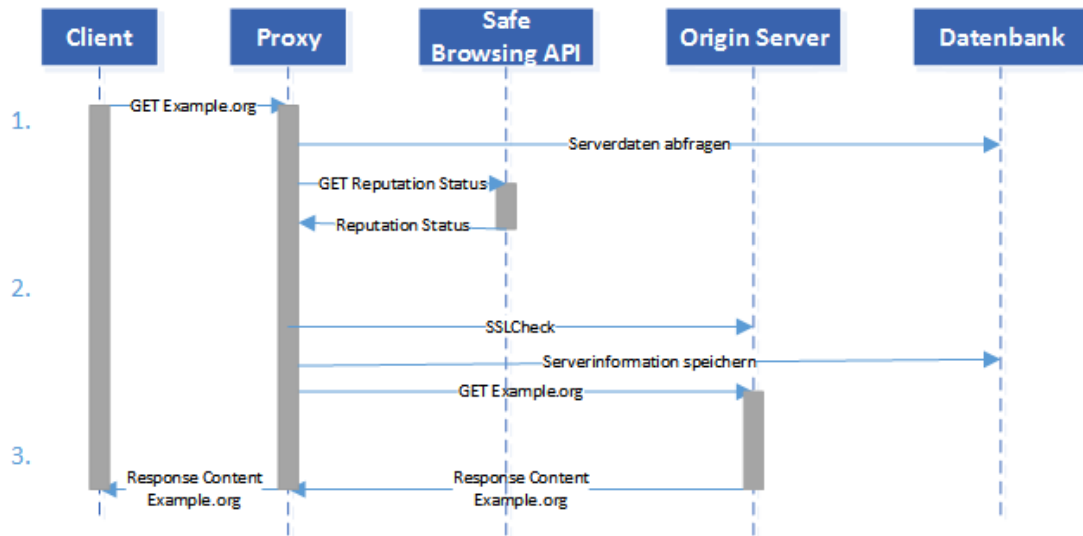 Client
Proxy
Safe
Browsing API
Origin Server
Datenbank
1.
GET Example.org
Serverdaten abfragen
GET Reputation Status
Reputation Status
2.
SSLCheck
Serverinformation speichern
GET Example.org
3.
Response Content
Example.org
Response Content
Example.org